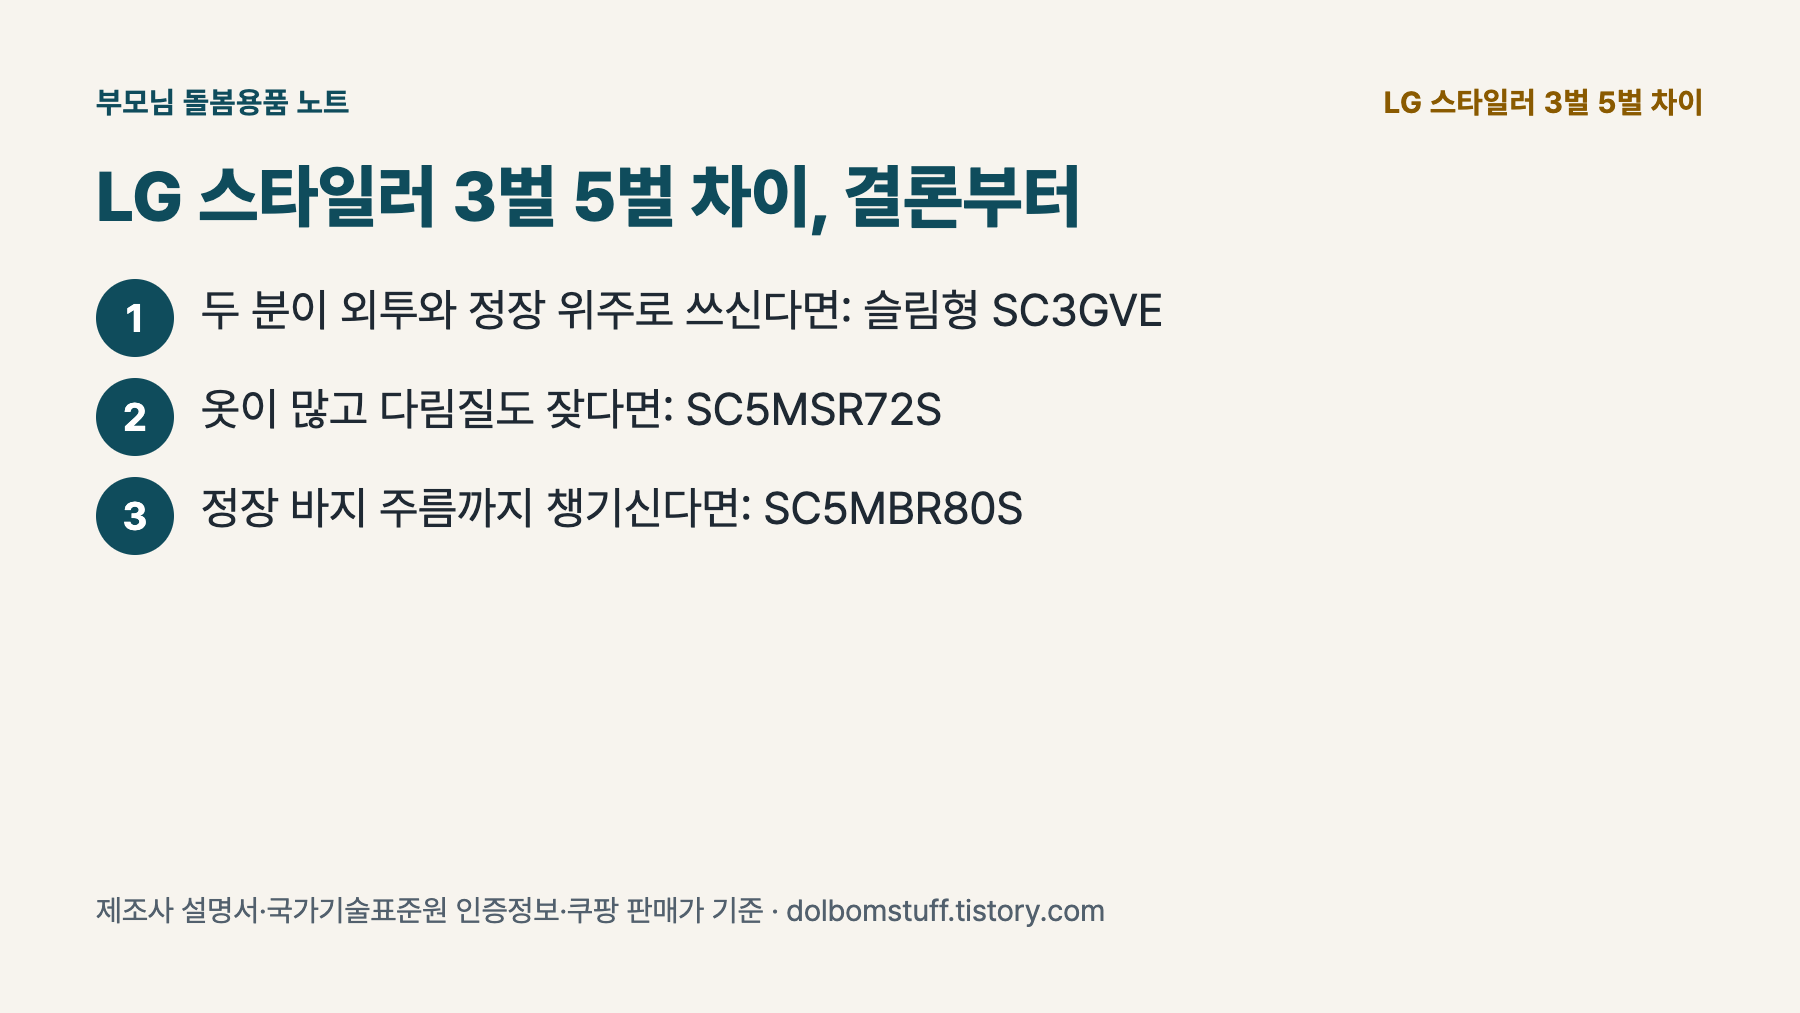 부모님 돌봄용품 노트
LG 스타일러 3벌 5벌 차이
LG 스타일러 3벌 5벌 차이, 결론부터
1 두 분이 외투와 정장 위주로 쓰신다면: 슬림형 SC3GVE
2 옷이 많고 다림질도 잦다면: SC5MSR72S
3 정장 바지 주름까지 챙기신다면: SC5MBR80S
제조사 설명서·국가기술표준원 인증정보·쿠팡 판매가 기준 · dolbomstuff.tistory.com